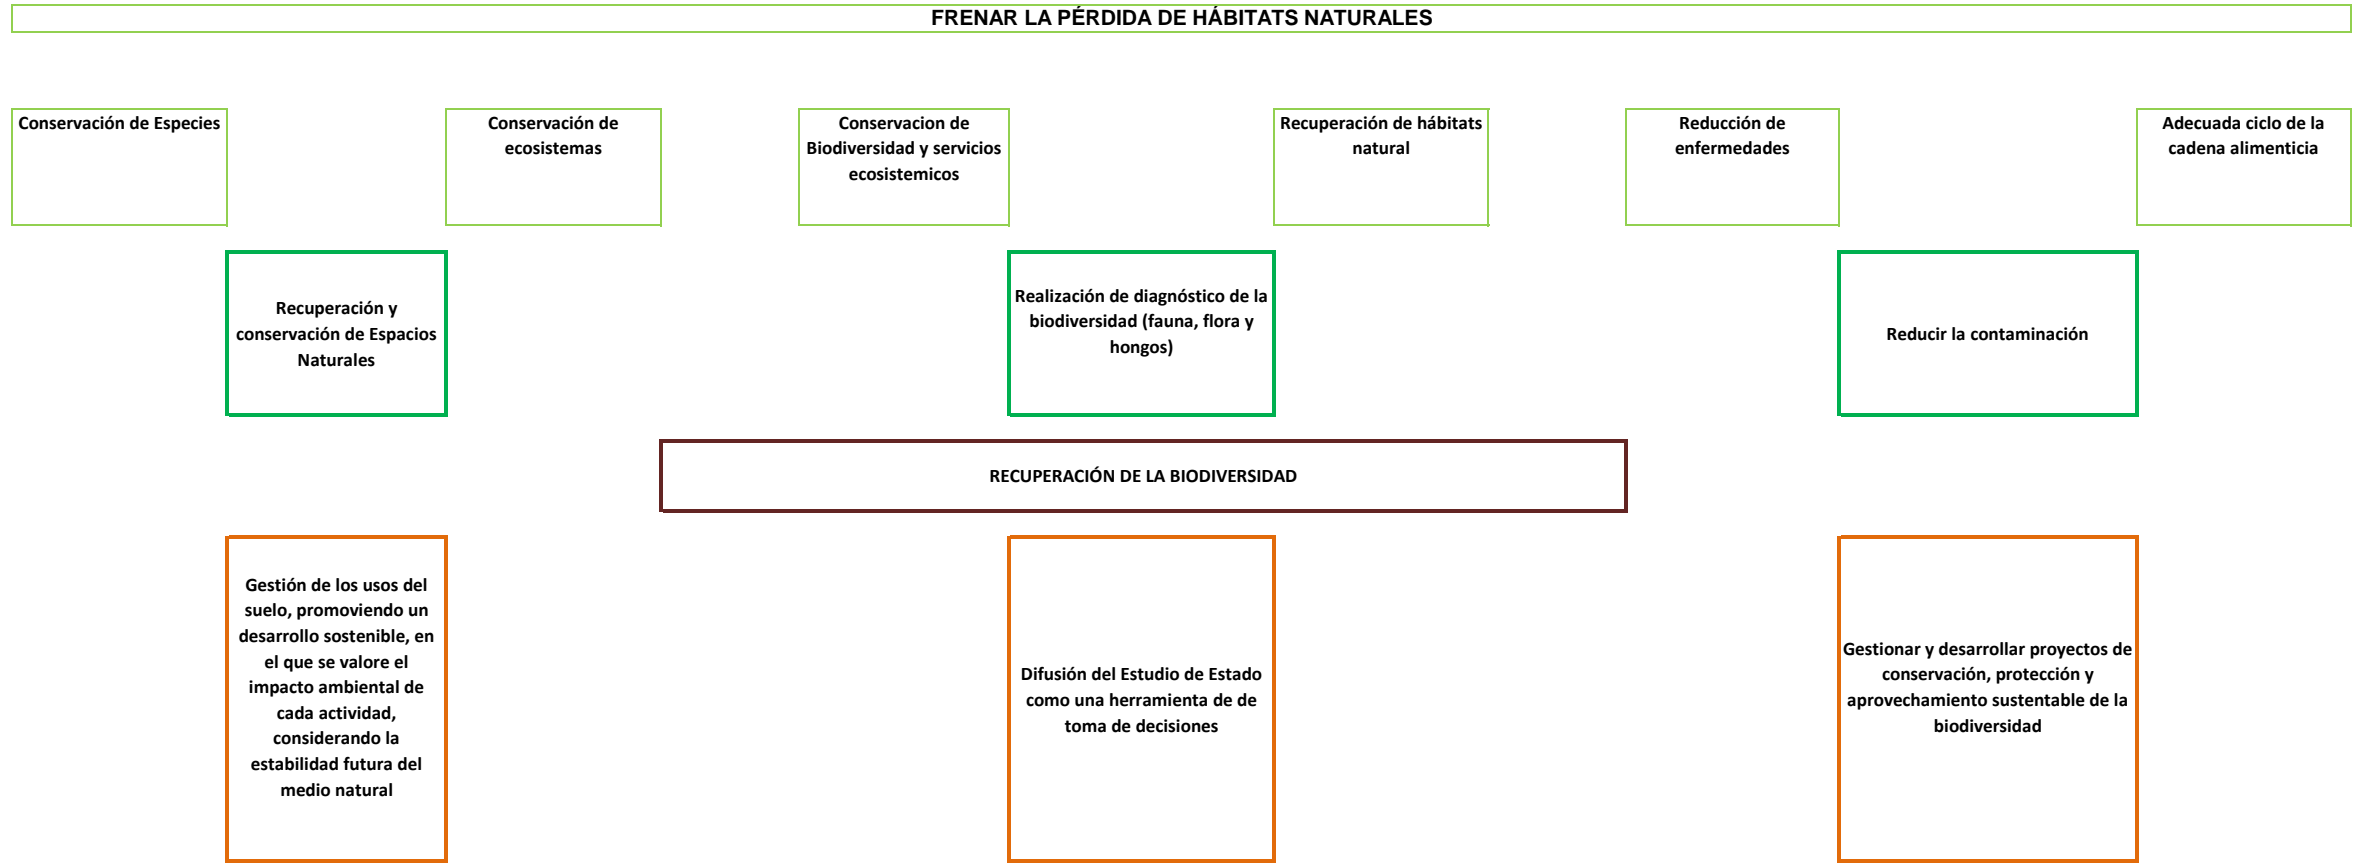 FRENAR LA PÉRDIDA DE HÁBITATS NATURALES
Conservación de Especies
Conservación de
ecosistemas
Conservacion de
Biodiversidad y servicios
ecosistemicos
Recuperación de hábitats
natural
Reducción de
enfermedades
Adecuada ciclo de la
cadena alimenticia
Recuperación y
conservación de Espacios
Naturales
Realización de diagnóstico de la
biodiversidad (fauna, flora y
hongos)
Reducir la contaminación
RECUPERACIÓN DE LA BIODIVERSIDAD
Gestión de los usos del
suelo, promoviendo un
desarrollo sostenible, en
el que se valore el
impacto ambiental de
cada actividad,
considerando la
estabilidad futura del
medio natural
Difusión del Estudio de Estado
como una herramienta de de
toma de decisiones
Gestionar y desarrollar proyectos de
conservación, protección y
aprovechamiento sustentable de la
biodiversidad